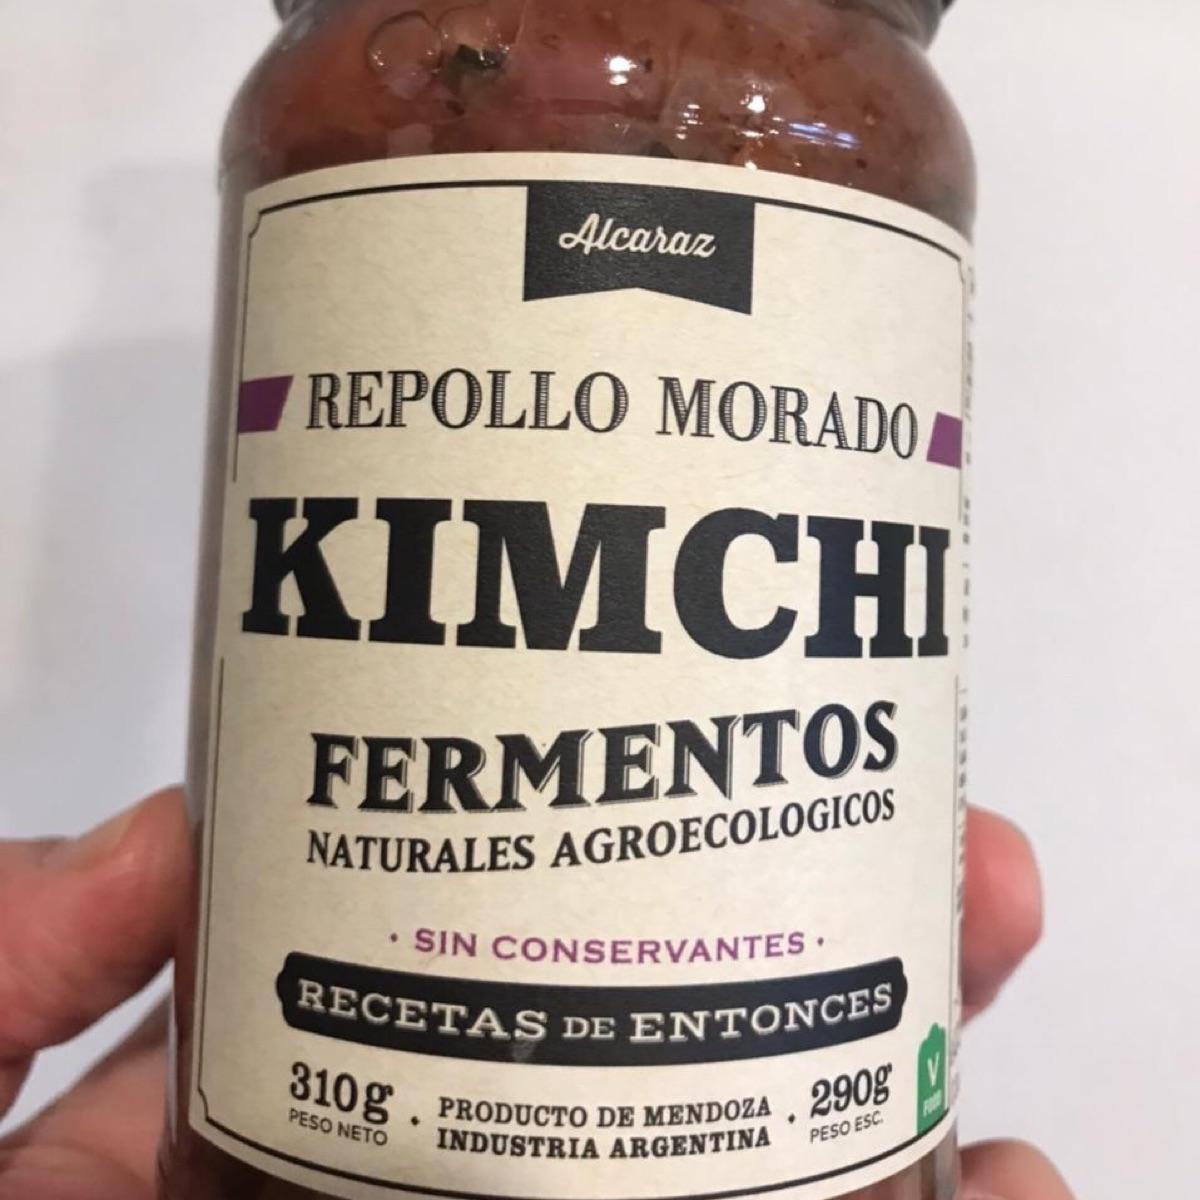 Alcaraz
REPOLLO MORADO
KIMCHI
FERMENTOS
NATURALES AGROECOLOGICOS
· SIN CONSERVANTES ·
RECETAS DE ENTONCES
310g
PESO NETO
· PRODUCTO DE MENDOZA ·
INDUSTRIA ARGENTINA
290g
PESO ESC.
V
FOOD